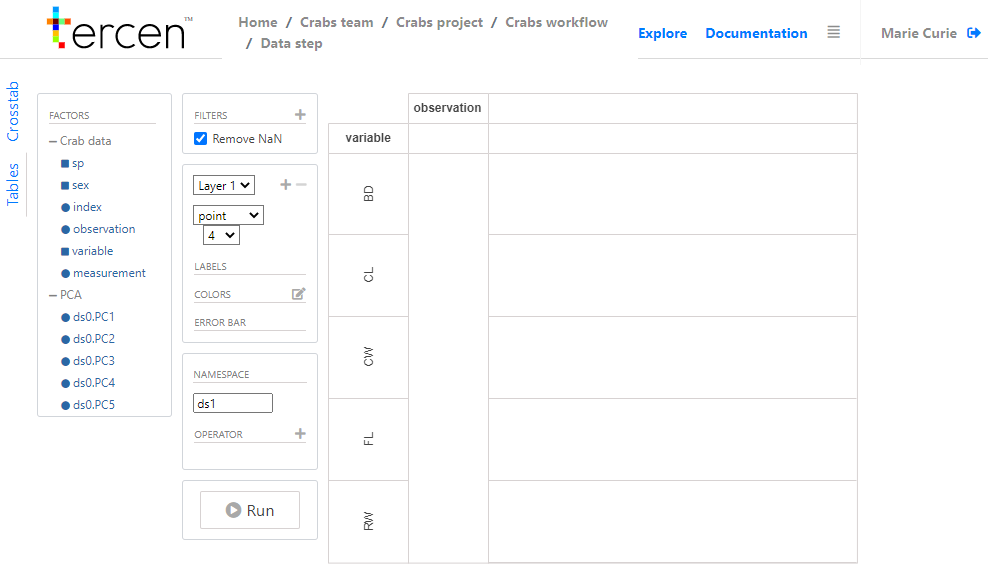 tercen™
Home / Crabs team / Crabs project / Crabs workflow
/ Data step
Explore Documentation
Marie Curie
Crosstab
Tables
FACTORS
Crab data
sp
sex
index
observation
variable
measurement
PCA
ds0.PC1
ds0.PC2
ds0.PC3
ds0.PC4
ds0.PC5
FILTERS
Remove NaN
Layer 1
point
4
LABELS
COLORS
ERROR BAR
NAMESPACE
ds1
OPERATOR
Run
observation
variable
BD
CL
CW
FL
RW